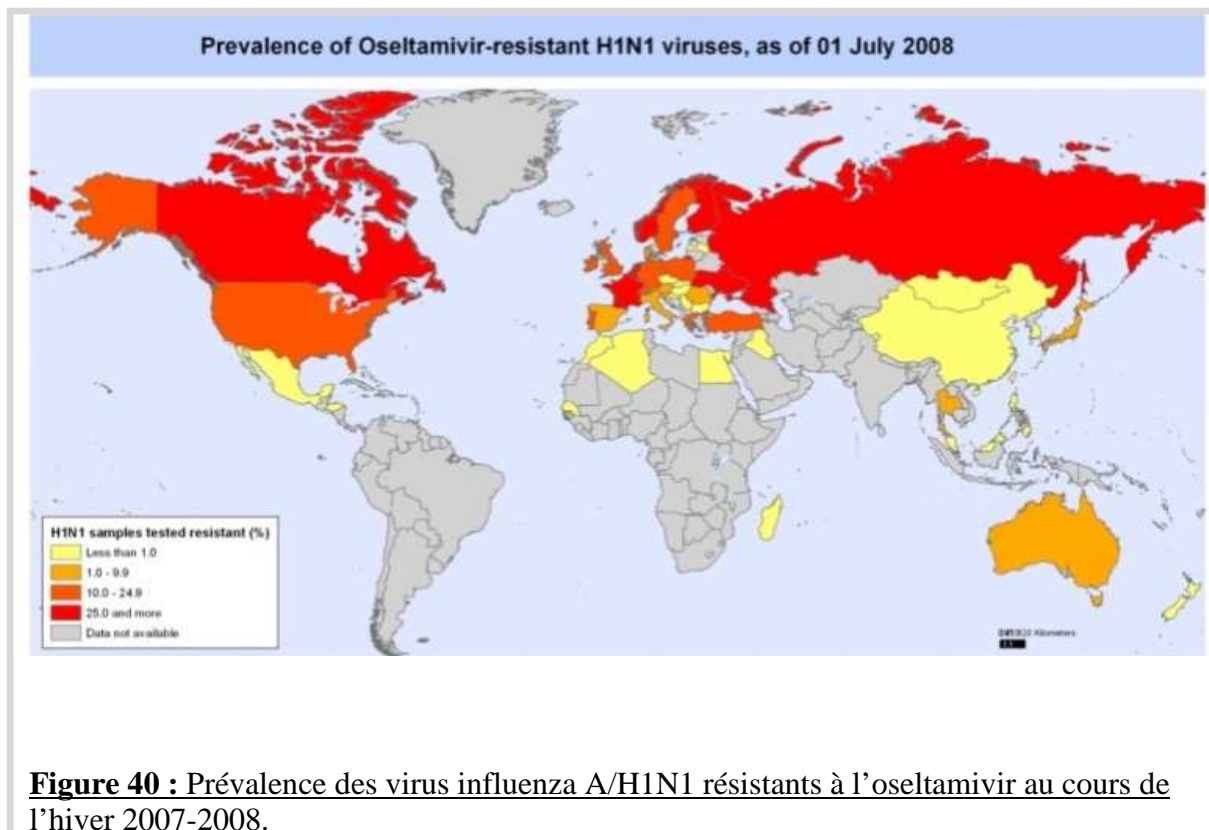 Prevalence of Oseltamivir-resistant H1N1 viruses, as of 01 July 2008
H1N1 samples tested resistant (%)
Less than 1.0
1.0 - 9.9
10.0 - 24.9
25.0 and more
Data not available
Kilometers
Figure 40 : Prévalence des virus influenza A/H1N1 résistants à l’oseltamivir au cours de
l’hiver 2007-2008.